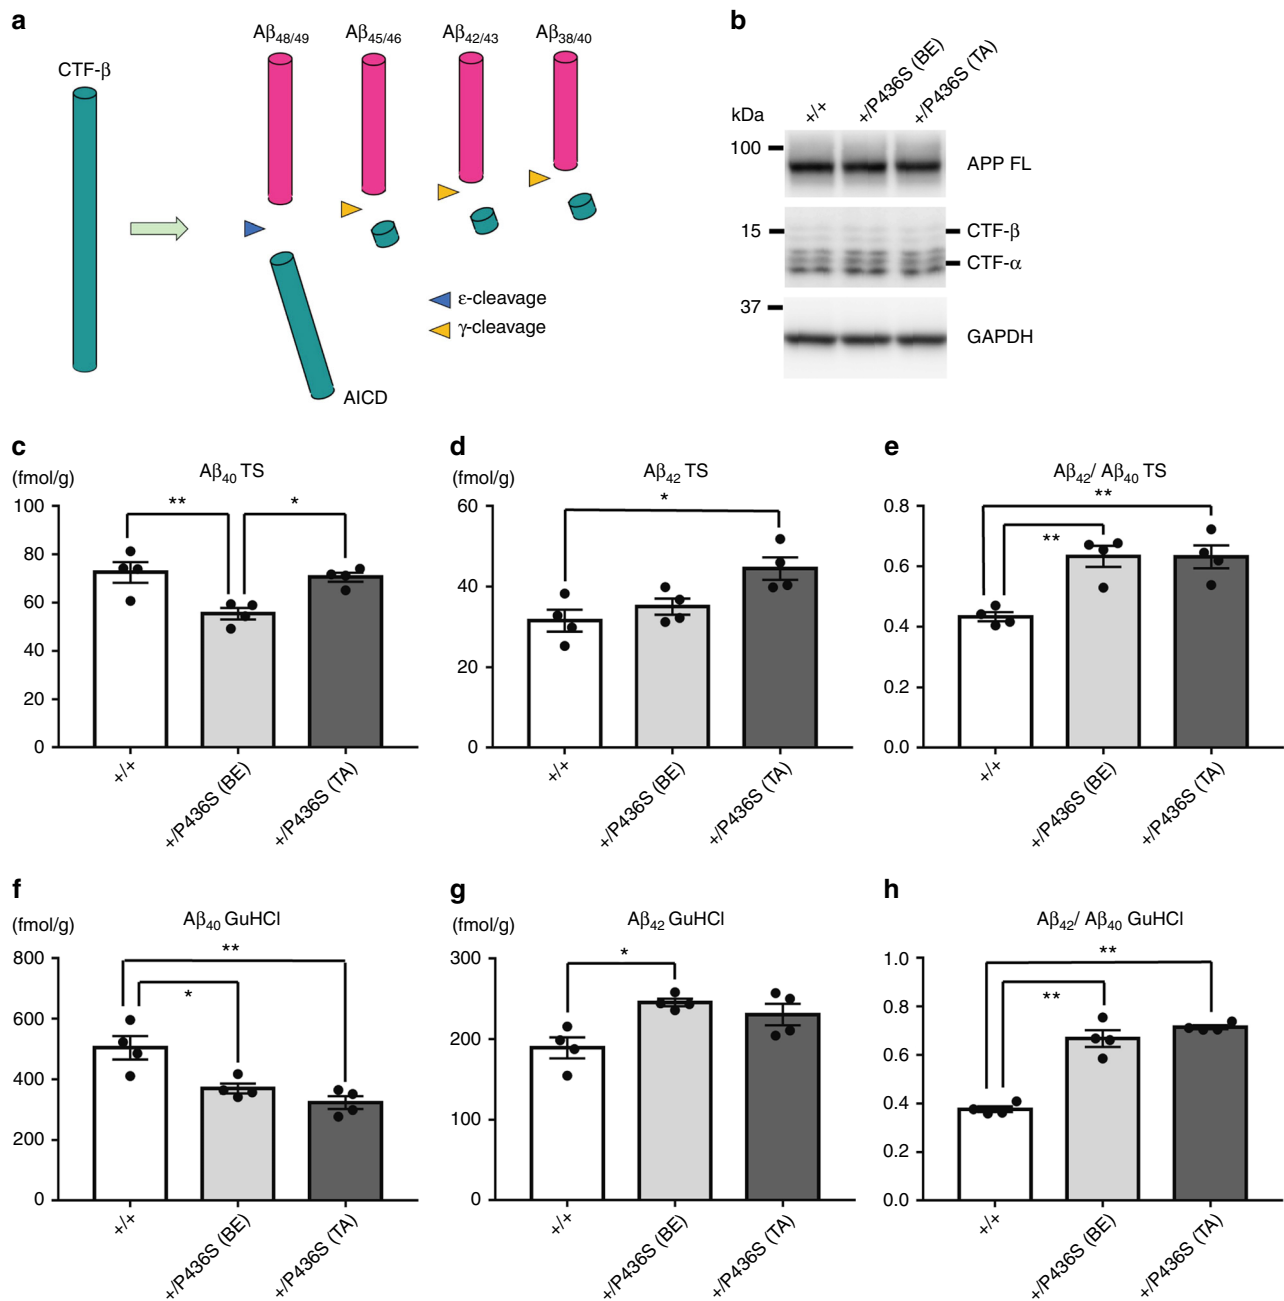 a
CTF-β
Aβ48/49
Aβ45/46
Aβ42/43
Aβ38/40
ε-cleavage
γ-cleavage
AICD
b
kDa
+/+
+/P436S (BE)
+/P436S (TA)
100
APP FL
15
CTF-β
CTF-α
37
GAPDH
c
(fmol/g)
Aβ40 TS
**
*
100
80
60
40
20
0
+/+
+/P436S (BE)
+/P436S (TA)
d
(fmol/g)
Aβ42 TS
*
60
40
20
0
+/+
+/P436S (BE)
+/P436S (TA)
e
Aβ42/ Aβ40 TS
**
**
0.8
0.6
0.4
0.2
0.0
+/+
+/P436S (BE)
+/P436S (TA)
f
(fmol/g)
Aβ40 GuHCl
**
*
800
600
400
200
0
+/+
+/P436S (BE)
+/P436S (TA)
g
(fmol/g)
Aβ42 GuHCl
*
300
200
100
0
+/+
+/P436S (BE)
+/P436S (TA)
h
Aβ42/ Aβ40 GuHCl
**
**
1.0
0.8
0.6
0.4
0.2
0.0
+/+
+/P436S (BE)
+/P436S (TA)